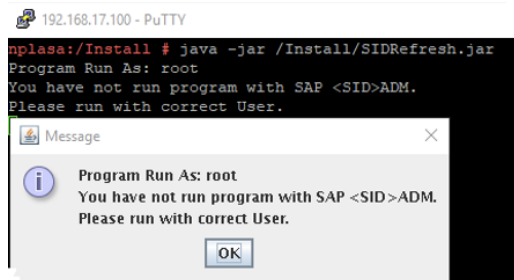 192.168.17.100 - PuTTY
nplasa:/Install # java -jar /Install/SIDRefresh.jar
Program Run As: root
You have not run program with SAP <SID>ADM.
Please run with correct User.
Message
Program Run As: root
You have not run program with SAP <SID>ADM.
Please run with correct User.
OK